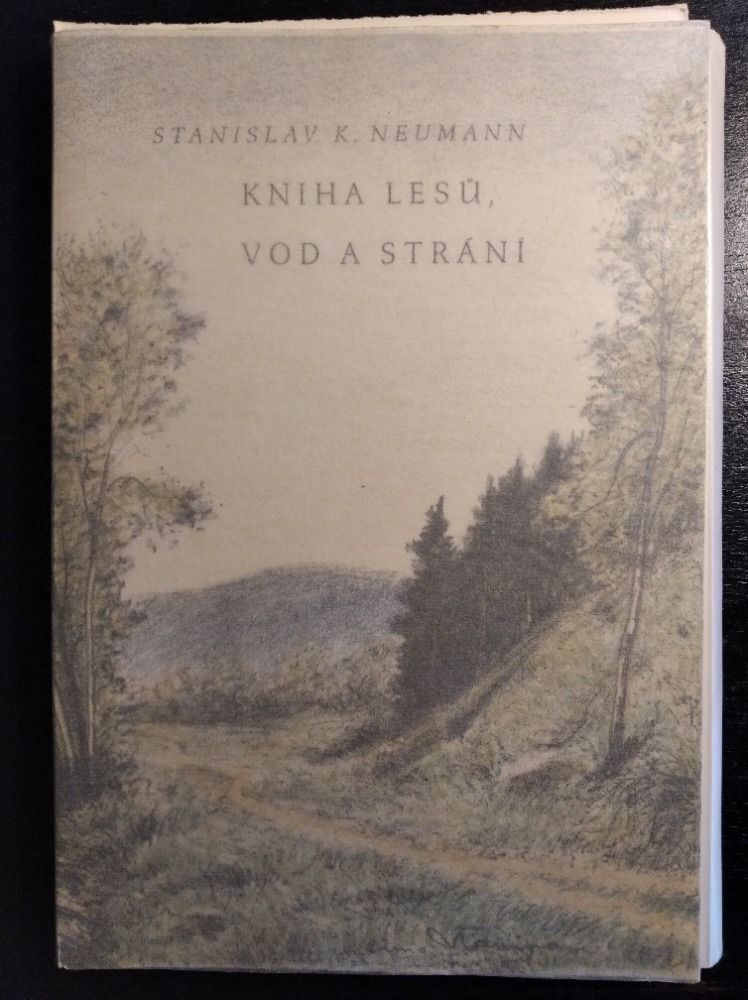 STANISLAV K. NEUMANN
KNIHA LESŮ,
VOD A STRÁNÍ